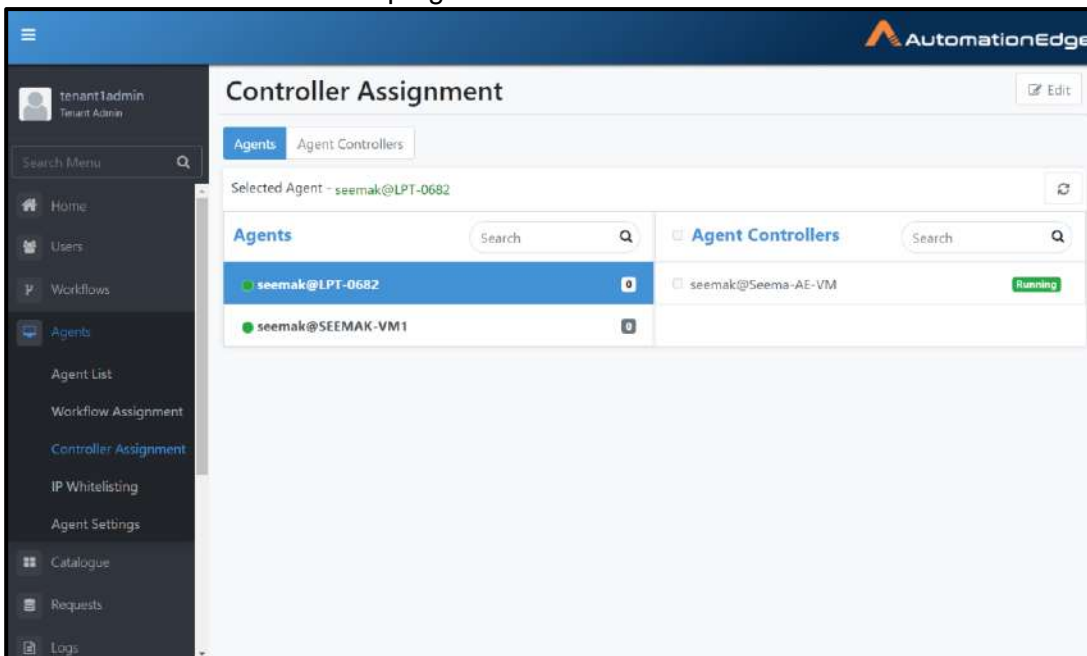 AutomationEdge
tenant1admin
Tenant Admin
Search Menu
Home
Users
Workflows
Agents
Agent List
Workflow Assignment
Controller Assignment
IP Whitelisting
Agent Settings
Catalogue
Requests
Logs
Controller Assignment
Edit
Agents Agent Controllers
Selected Agent - seemak@LPT-0682
Agents Search Agent Controllers Search
seemak@LPT-0682 0 seemak@Seema-AE-VM Running
seemak@SEEMAK-VM1 0